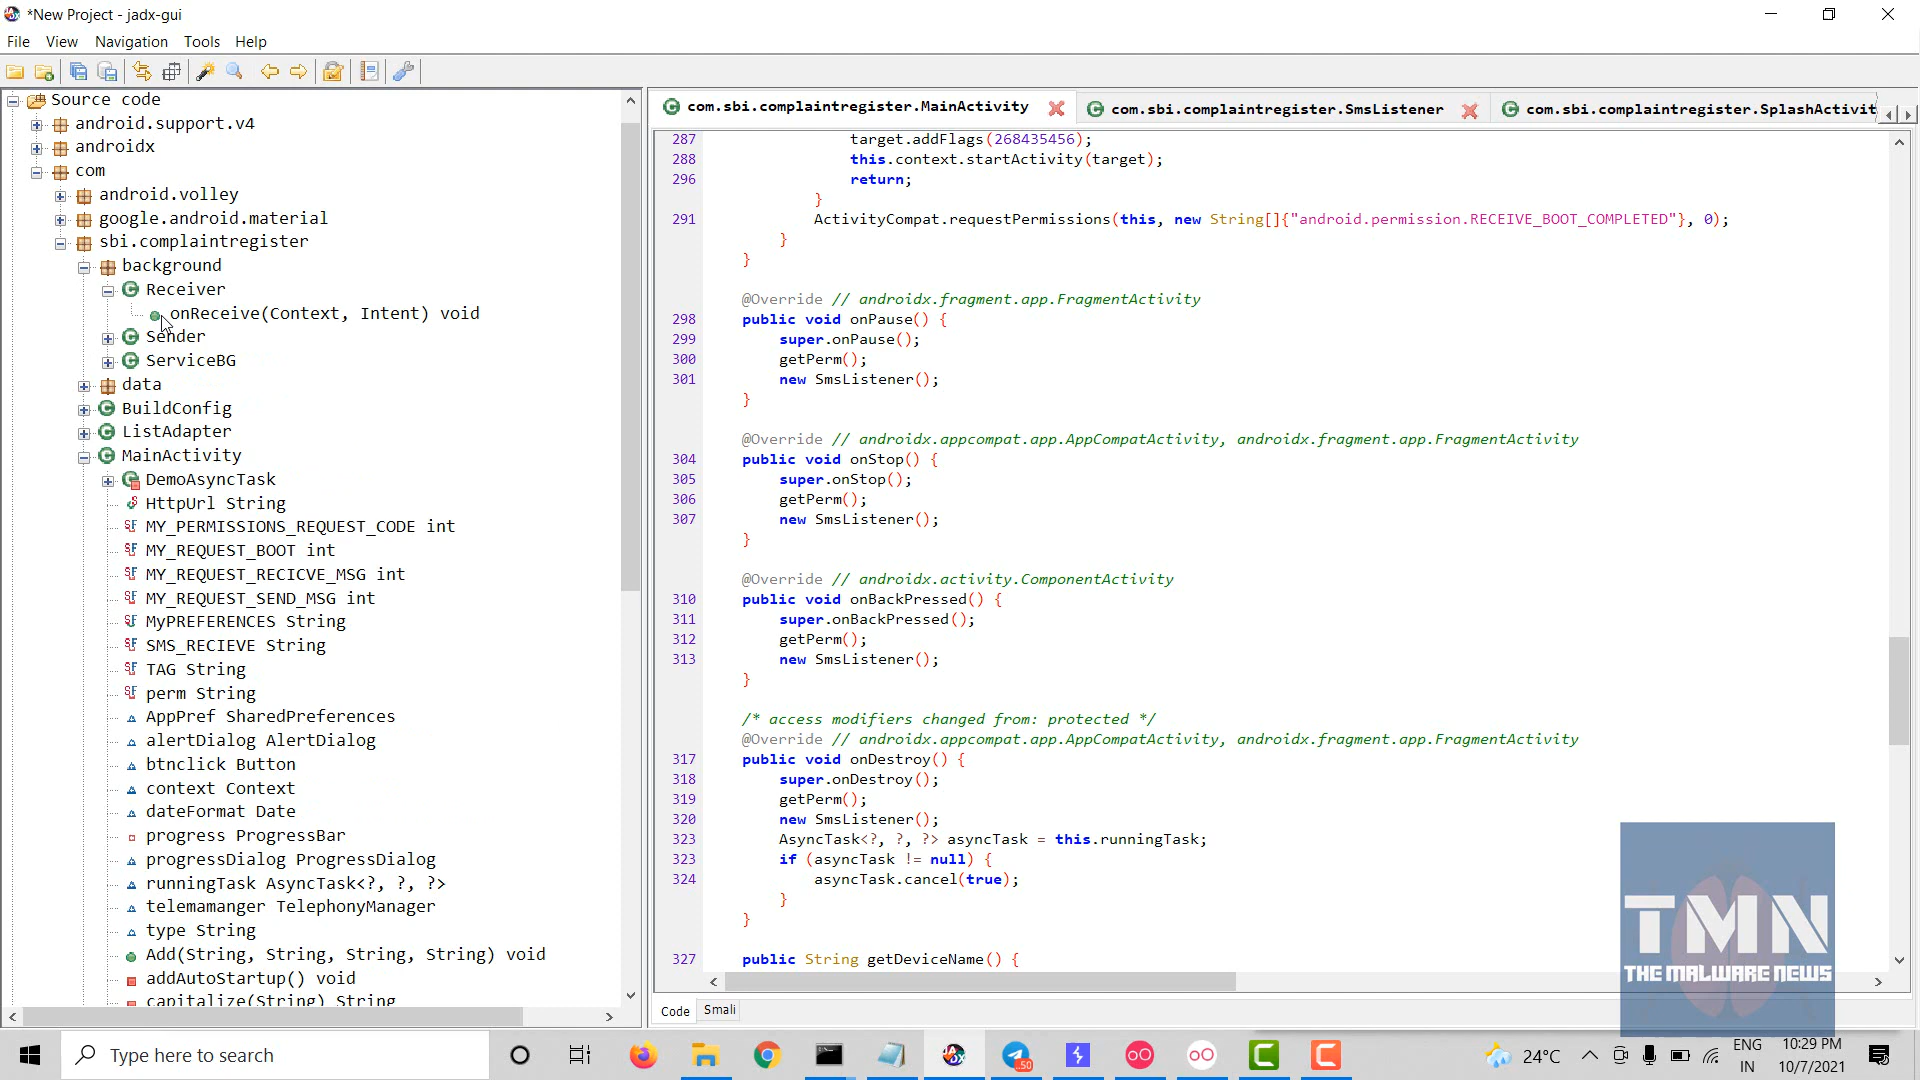 *New Project - jadx-gui
File View Navigation Tools Help
Source code
android.support.v4
androidx
com
android.volley
google.android.material
sbi.complaintregister
background
Receiver
onReceive(Context, Intent) void
Sender
ServiceBG
data
BuildConfig
ListAdapter
MainActivity
DemoAsyncTask
HttpUrl String
MY_PERMISSIONS_REQUEST_CODE int
MY_REQUEST_BOOT int
MY_REQUEST_RECICVE_MSG int
MY_REQUEST_SEND_MSG int
MyPREFERENCES String
SMS_RECIEVE String
TAG String
perm String
AppPref SharedPreferences
alertDialog AlertDialog
btnclick Button
context Context
dateFormat Date
progress ProgressBar
progressDialog ProgressDialog
runningTask AsyncTask<?, ?, ?>
telemamanger TelephonyManager
type String
Add(String, String, String, String) void
addAutoStartup() void
capitalize(String) String
com.sbi.complaintregister.MainActivity com.sbi.complaintregister.SmsListener com.sbi.complaintregister.SplashActivit
287 target.addFlags(268435456);
288 this.context.startActivity(target);
296 return;
}
291 ActivityCompat.requestPermissions(this, new String[]{"android.permission.RECEIVE_BOOT_COMPLETED"}, 0);
}
}
@Override // androidx.fragment.app.FragmentActivity
298 public void onPause() {
299 super.onPause();
300 getPerm();
301 new SmsListener();
}
@Override // androidx.appcompat.app.AppCompatActivity, androidx.fragment.app.FragmentActivity
304 public void onStop() {
305 super.onStop();
306 getPerm();
307 new SmsListener();
}
@Override // androidx.activity.ComponentActivity
310 public void onBackPressed() {
311 super.onBackPressed();
312 getPerm();
313 new SmsListener();
}
/* access modifiers changed from: protected */
@Override // androidx.appcompat.app.AppCompatActivity, androidx.fragment.app.FragmentActivity
317 public void onDestroy() {
318 super.onDestroy();
319 getPerm();
320 new SmsListener();
323 AsyncTask<?, ?, ?> asyncTask = this.runningTask;
323 if (asyncTask != null) {
324 asyncTask.cancel(true);
}
}
327 public String getDeviceName() {
Code Smali
TMN
THE MALWARE NEWS
Type here to search
50
24°C
ENG
IN
10:29 PM
10/7/2021